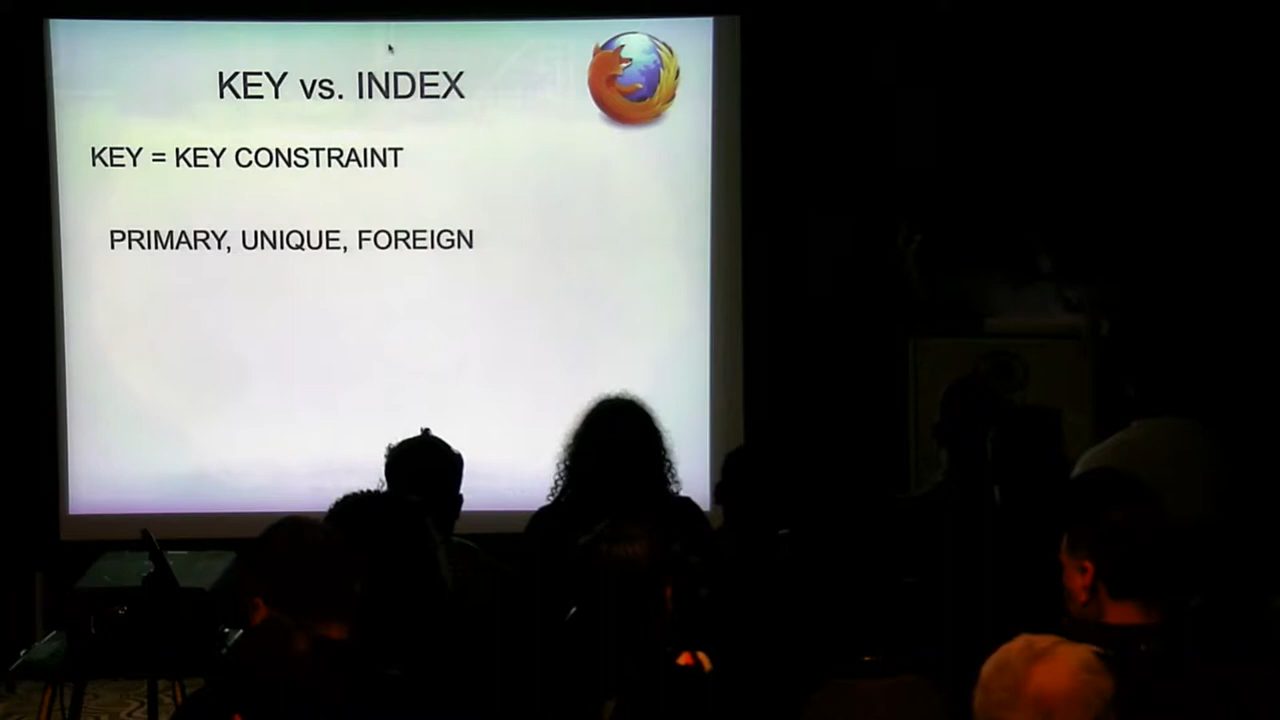 KEY vs. INDEX
KEY = KEY CONSTRAINT
PRIMARY, UNIQUE, FOREIGN